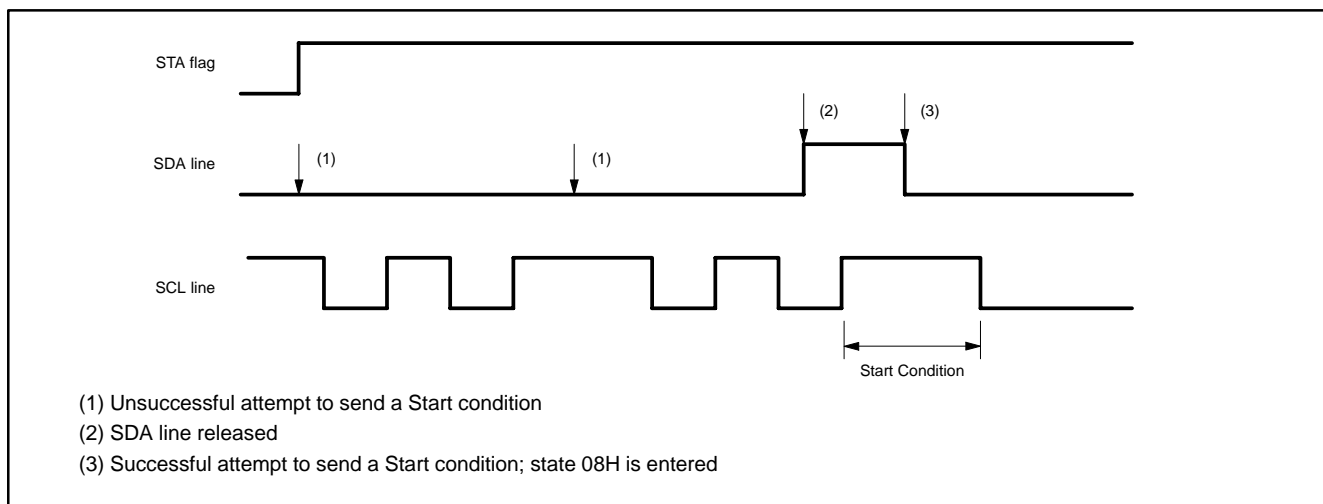 STA flag
(2)
(3)
SDA line
(1)
(1)
SCL line
Start Condition
(1) Unsuccessful attempt to send a Start condition
(2) SDA line released
(3) Successful attempt to send a Start condition; state 08H is entered